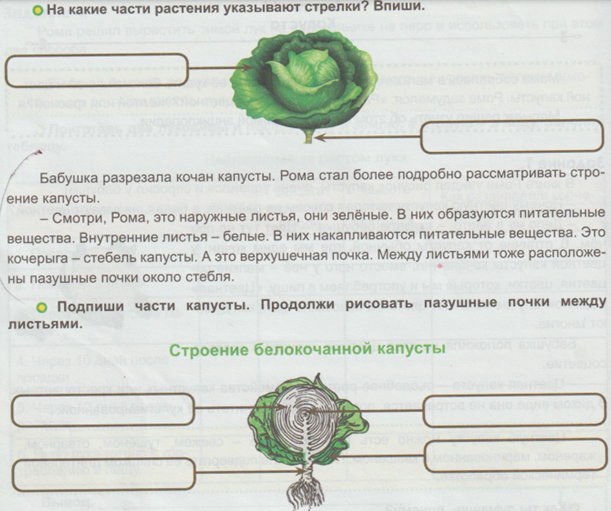 На какие части растения указывают стрелки? Впиши.
Бабушка разрезала кочан капусты. Рома стал более подробно рассматривать стро-
ение капусты.
– Смотри, Рома, это наружные листья, они зелёные. В них образуются питательные
вещества. Внутренние листья – белые. В них накапливаются питательные вещества. Это
кочерыга – стебель капусты. А это верхушечная почка. Между листьями тоже расположе-
ны пазушные почки около стебля.
Подпиши части капусты. Продолжи рисовать пазушные почки между
листьями.
Строение белокочанной капусты